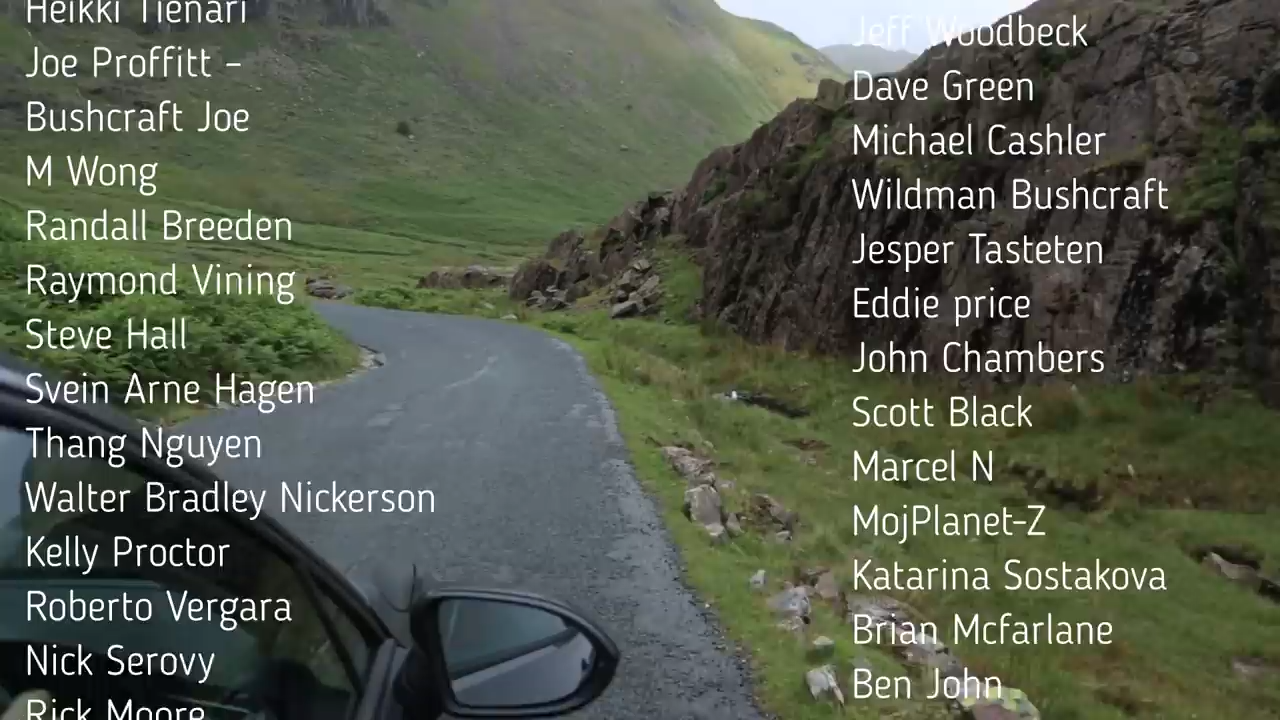 Heikki Tienari
Joe Proffitt -
Bushcraft Joe
M Wong
Randall Breeden
Raymond Vining
Steve Hall
Svein Arne Hagen
Thang Nguyen
Walter Bradley Nickerson
Kelly Proctor
Roberto Vergara
Nick Serovy
Rick Moore
Jeff Woodbeck
Dave Green
Michael Cashler
Wildman Bushcraft
Jesper Tasteten
Eddie price
John Chambers
Scott Black
Marcel N
MojPlanet-Z
Katarina Sostakova
Brian Mcfarlane
Ben John